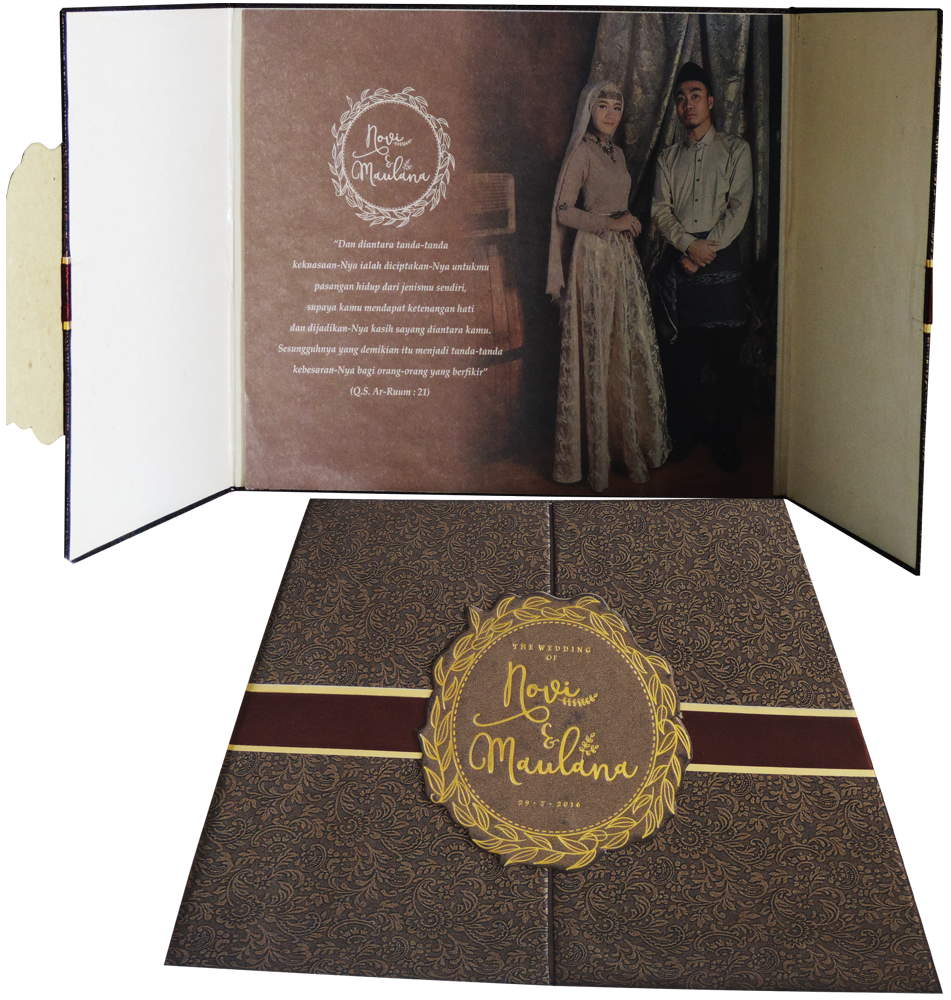 Novi
&
Maulana
"Dan diantara tanda-tanda
kekuasaan-Nya ialah diciptakan-Nya untukmu
pasangan hidup dari jenismu sendiri,
supaya kamu mendapat ketenangan hati
dan dijadikan-Nya kasih sayang diantara kamu.
Sesungguhnya yang demikian itu menjadi tanda-tanda
kebesaran-Nya bagi orang-orang yang berfikir"
(Q.S. Ar-Ruum : 21)
THE WEDDING
OF
Novi
&
Maulana
29 · 7 · 2016